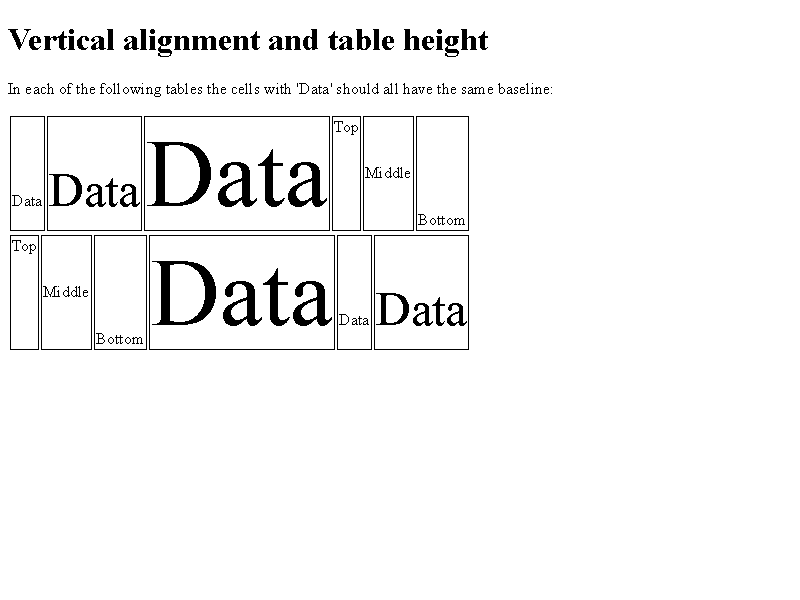 Vertical alignment and table height
In each of the following tables the cells with 'Data' should all have the same baseline:
Data Data Data Top Middle Bottom
Top Middle Bottom Data Data Data